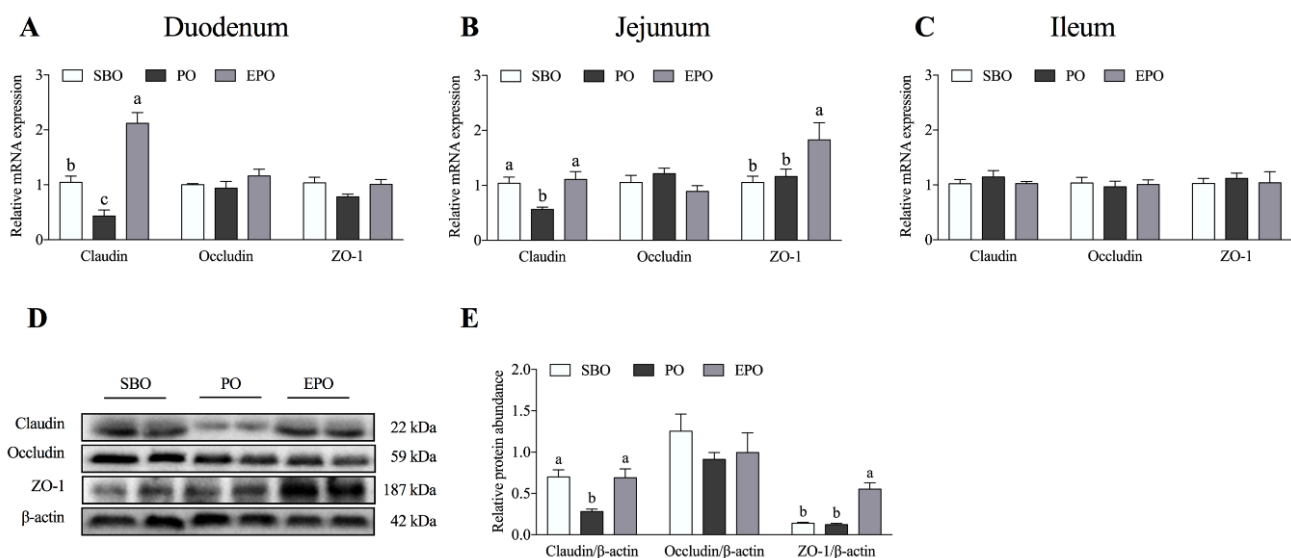 A Duodenum
SBO PO EPO
Relative mRNA expression
3
2
1
0
b
c
a
Claudin Occludin ZO-1
B Jejunum
SBO PO EPO
Relative mRNA expression
3
2
1
0
a
b
a
b
b
a
Claudin Occludin ZO-1
C Ileum
SBO PO EPO
Relative mRNA expression
3
2
1
0
Claudin Occludin ZO-1
D
SBO PO EPO
Claudin 22 kDa
Occludin 59 kDa
ZO-1 187 kDa
β-actin 42 kDa
E
SBO PO EPO
Relative protein abundance
2.0
1.5
1.0
0.5
0.0
a
b
a
b
b
a
Claudin/β-actin Occludin/β-actin ZO-1/β-actin